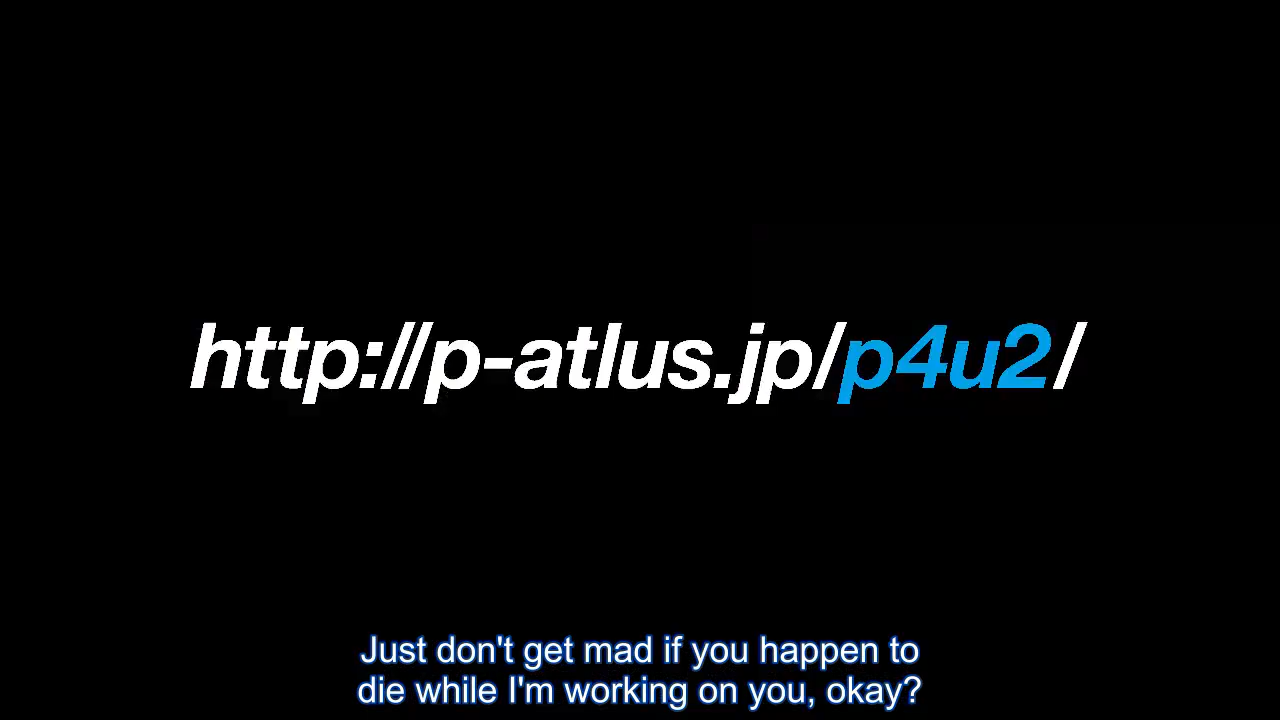 http://p-atlus.jp/p4u2/
Just don't get mad if you happen to
die while I'm working on you, okay?